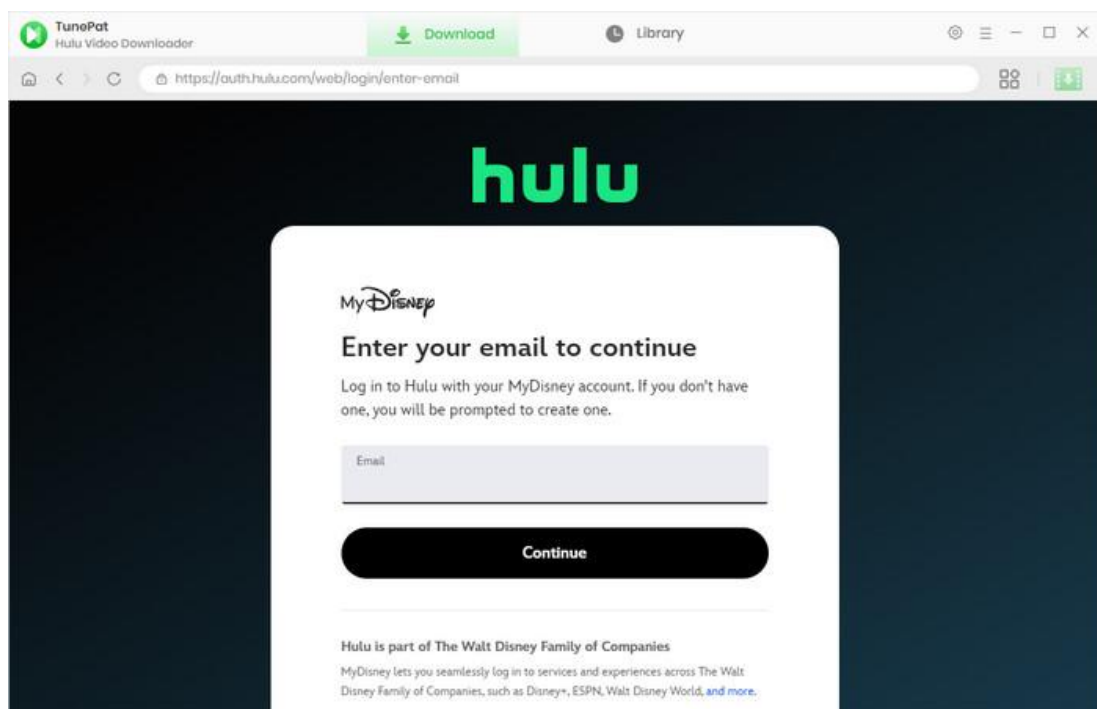 TunePat
Hulu Video Downloader
Download
Library
https://auth.hulu.com/web/login/enter-email
hulu
MyDisney
Enter your email to continue
Log in to Hulu with your MyDisney account. If you don't have
one, you will be prompted to create one.
Email
Continue
Hulu is part of The Walt Disney Family of Companies
MyDisney lets you seamlessly log in to services and experiences across The Walt
Disney Family of Companies, such as Disney+, ESPN, Walt Disney World, and more.